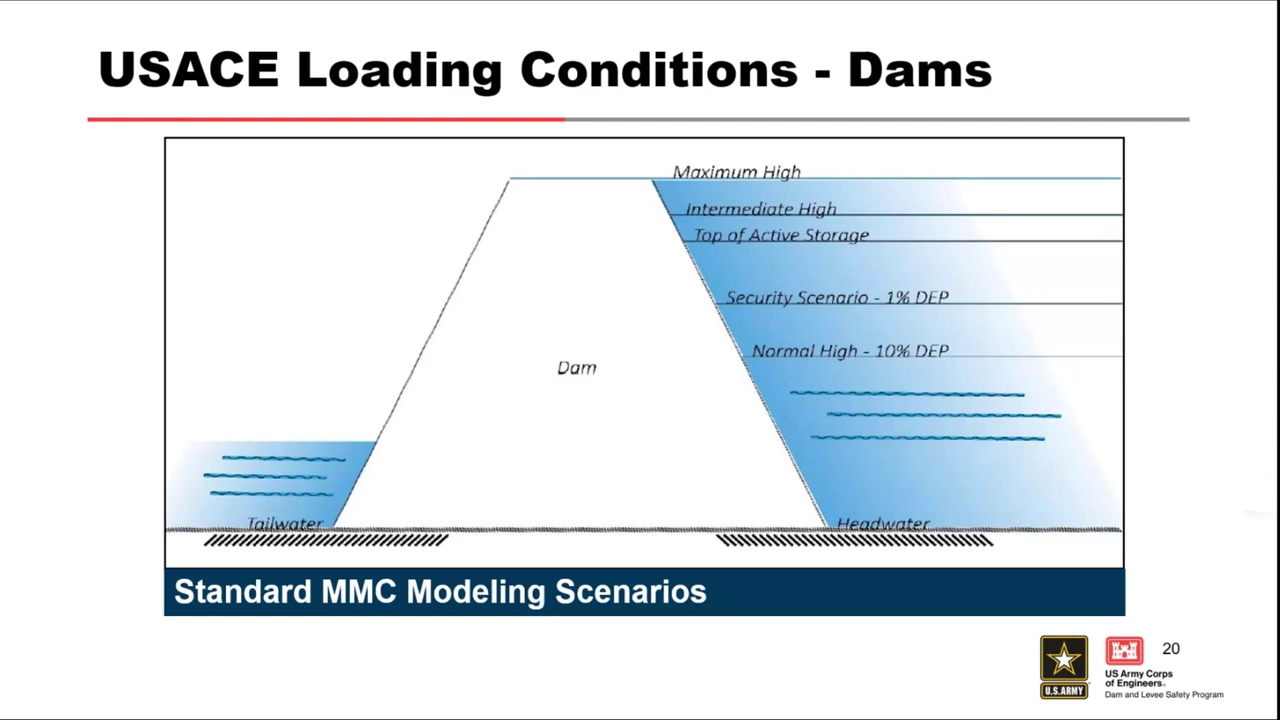 USACE Loading Conditions - Dams
Maximum High
Intermediate High
Top of Active Storage
Security Scenario - 1% DEP
Normal High - 10% DEP
Dam
Tailwater
Headwater
Standard MMC Modeling Scenarios
20
U.S.ARMY
US Army Corps
of Engineers®
Dam and Levee Safety Program